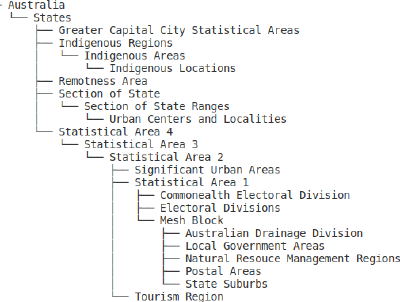 Australia
States
Greater Capital City Statistical Areas
Indigenous Regions
Indigenous Areas
Indigenous Locations
Remotness Area
Section of State
Section of State Ranges
Urban Centers and Localities
Statistical Area 4
Statistical Area 3
Statistical Area 2
Significant Urban Areas
Statistical Area 1
Commonealth Electoral Division
Electoral Divisions
Mesh Block
Australian Drainage Division
Local Government Areas
Natural Resouce Management Regions
Postal Areas
State Suburbs
Tourism Region